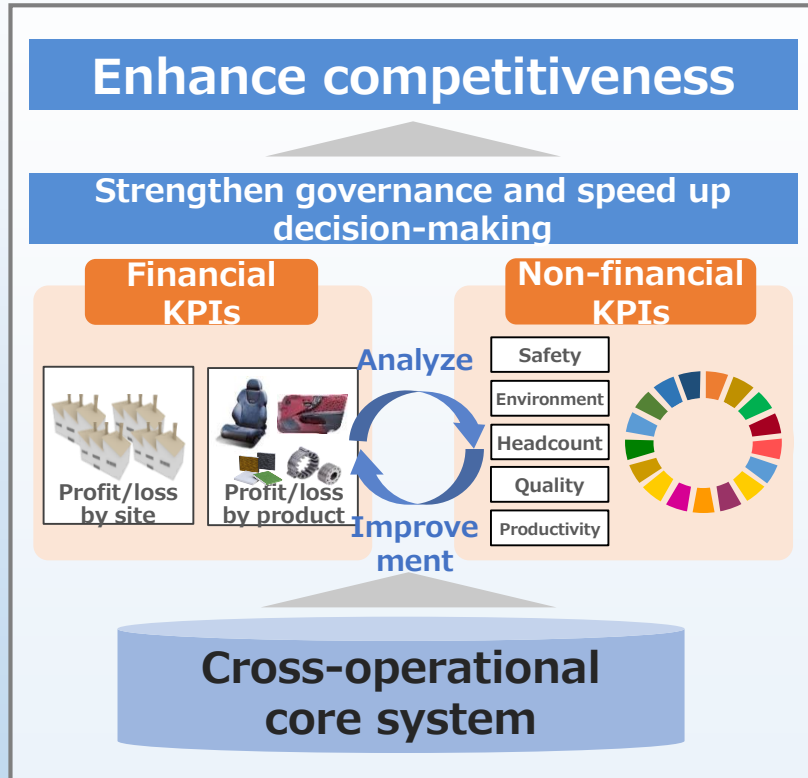 Enhance competitiveness
Strengthen governance and speed up
decision-making
Financial
KPIs
Profit/loss
by site
Profit/loss
by product
Analyze
Improve
ment
Non-financial
KPIs
Safety
Environment
Headcount
Quality
Productivity
Cross-operational
core system